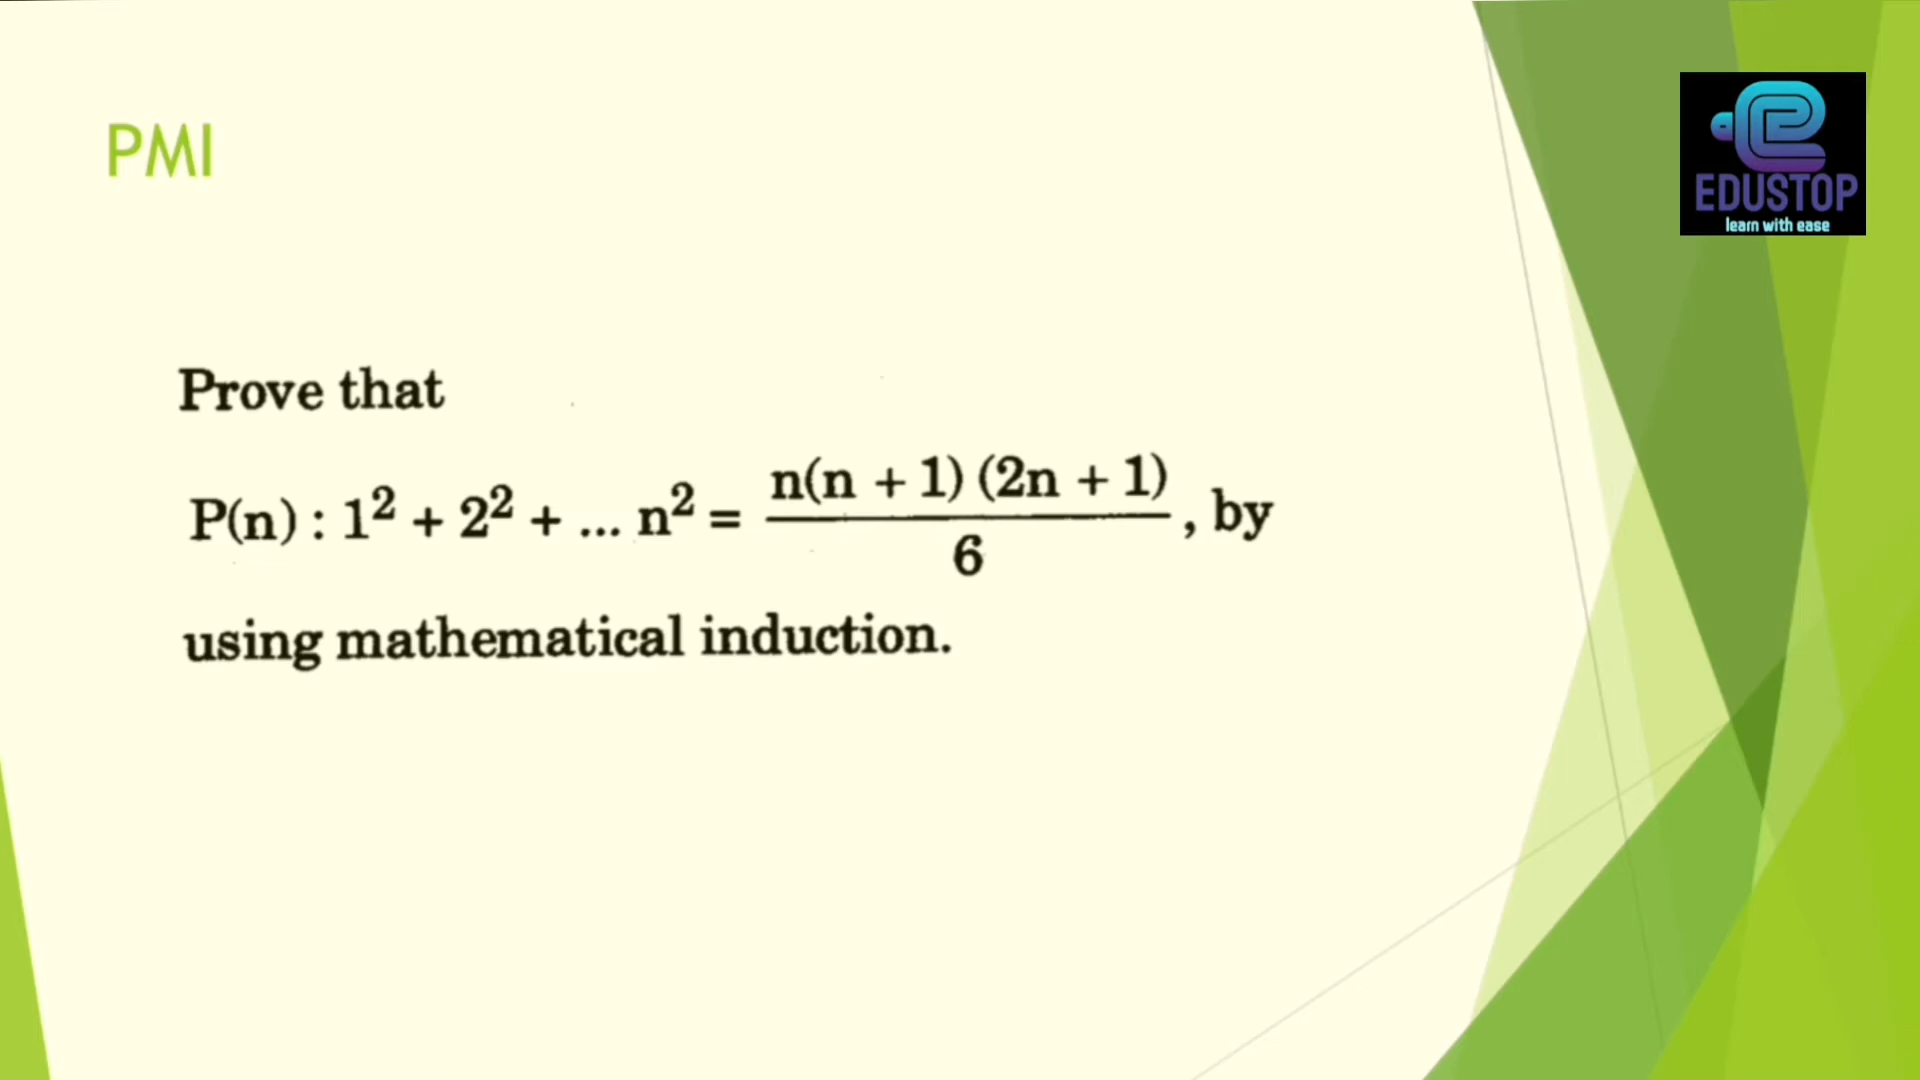 PMI
EDUSTOP
learn with ease
Prove that
P(n) : 1² + 2² + ... n² = n(n + 1) (2n + 1) / 6 , by
using mathematical induction.